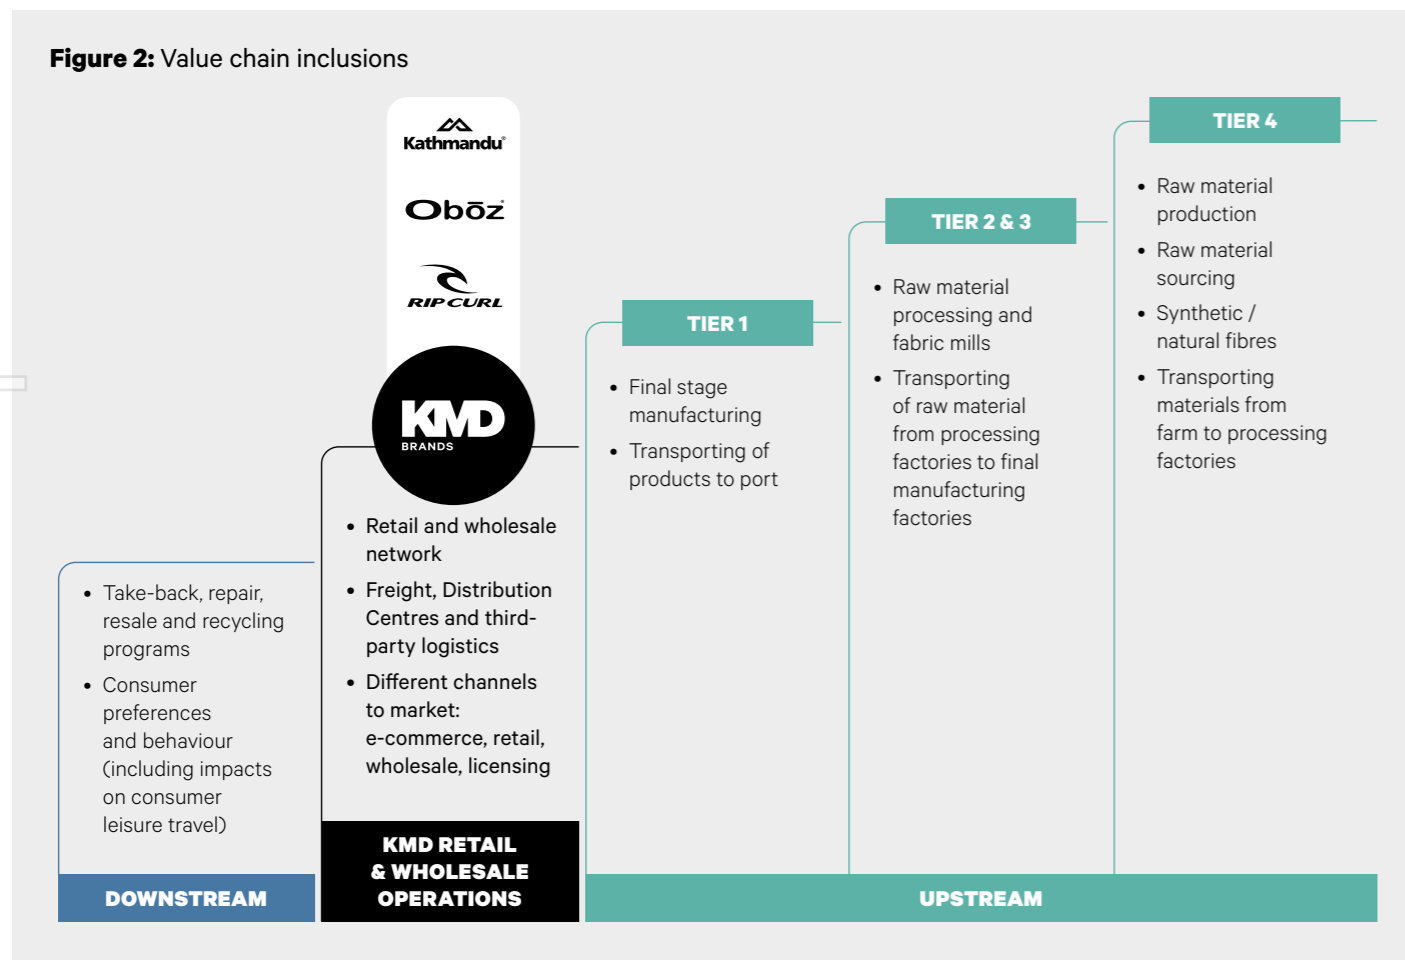 Figure 2: Value chain inclusions
Kathmandu®
Obōz
RIP CURL
KMD
BRANDS
• Take-back, repair,
resale and recycling
programs
• Consumer
preferences
and behaviour
(including impacts
on consumer
leisure travel)
DOWNSTREAM
• Retail and wholesale
network
• Freight, Distribution
Centres and third-
party logistics
• Different channels
to market:
e-commerce, retail,
wholesale, licensing
KMD RETAIL
& WHOLESALE
OPERATIONS
TIER 1
• Final stage
manufacturing
• Transporting of
products to port
TIER 2 & 3
• Raw material
processing and
fabric mills
• Transporting
of raw material
from processing
factories to final
manufacturing
factories
TIER 4
• Raw material
production
• Raw material
sourcing
• Synthetic /
natural fibres
• Transporting
materials from
farm to processing
factories
UPSTREAM